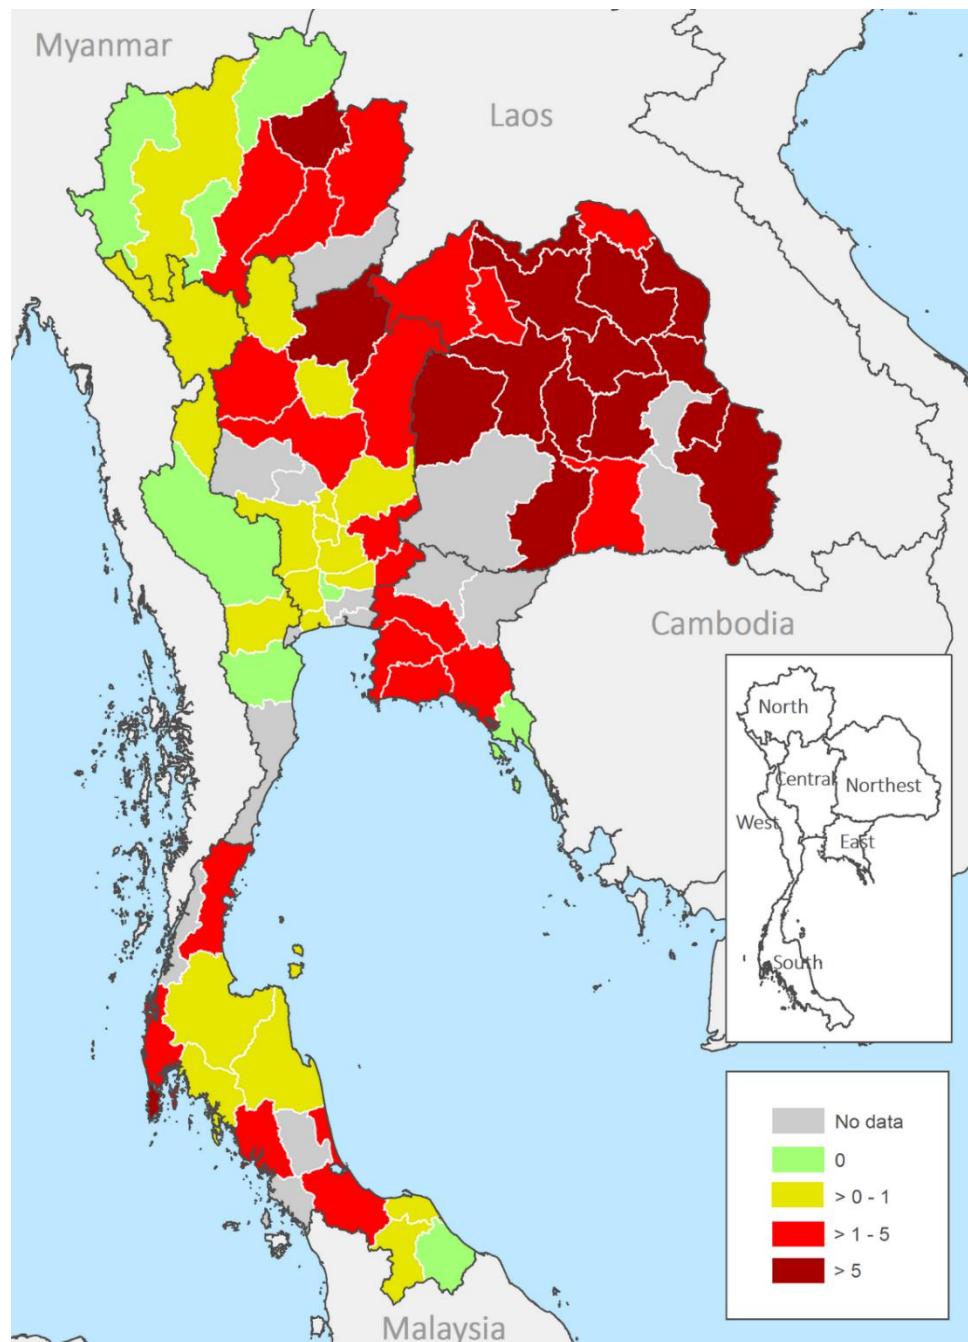 Myanmar
Laos
Cambodia
North
Central
Northest
West
East
South
No data
0
> 0 - 1
> 1 - 5
> 5
Malaysia